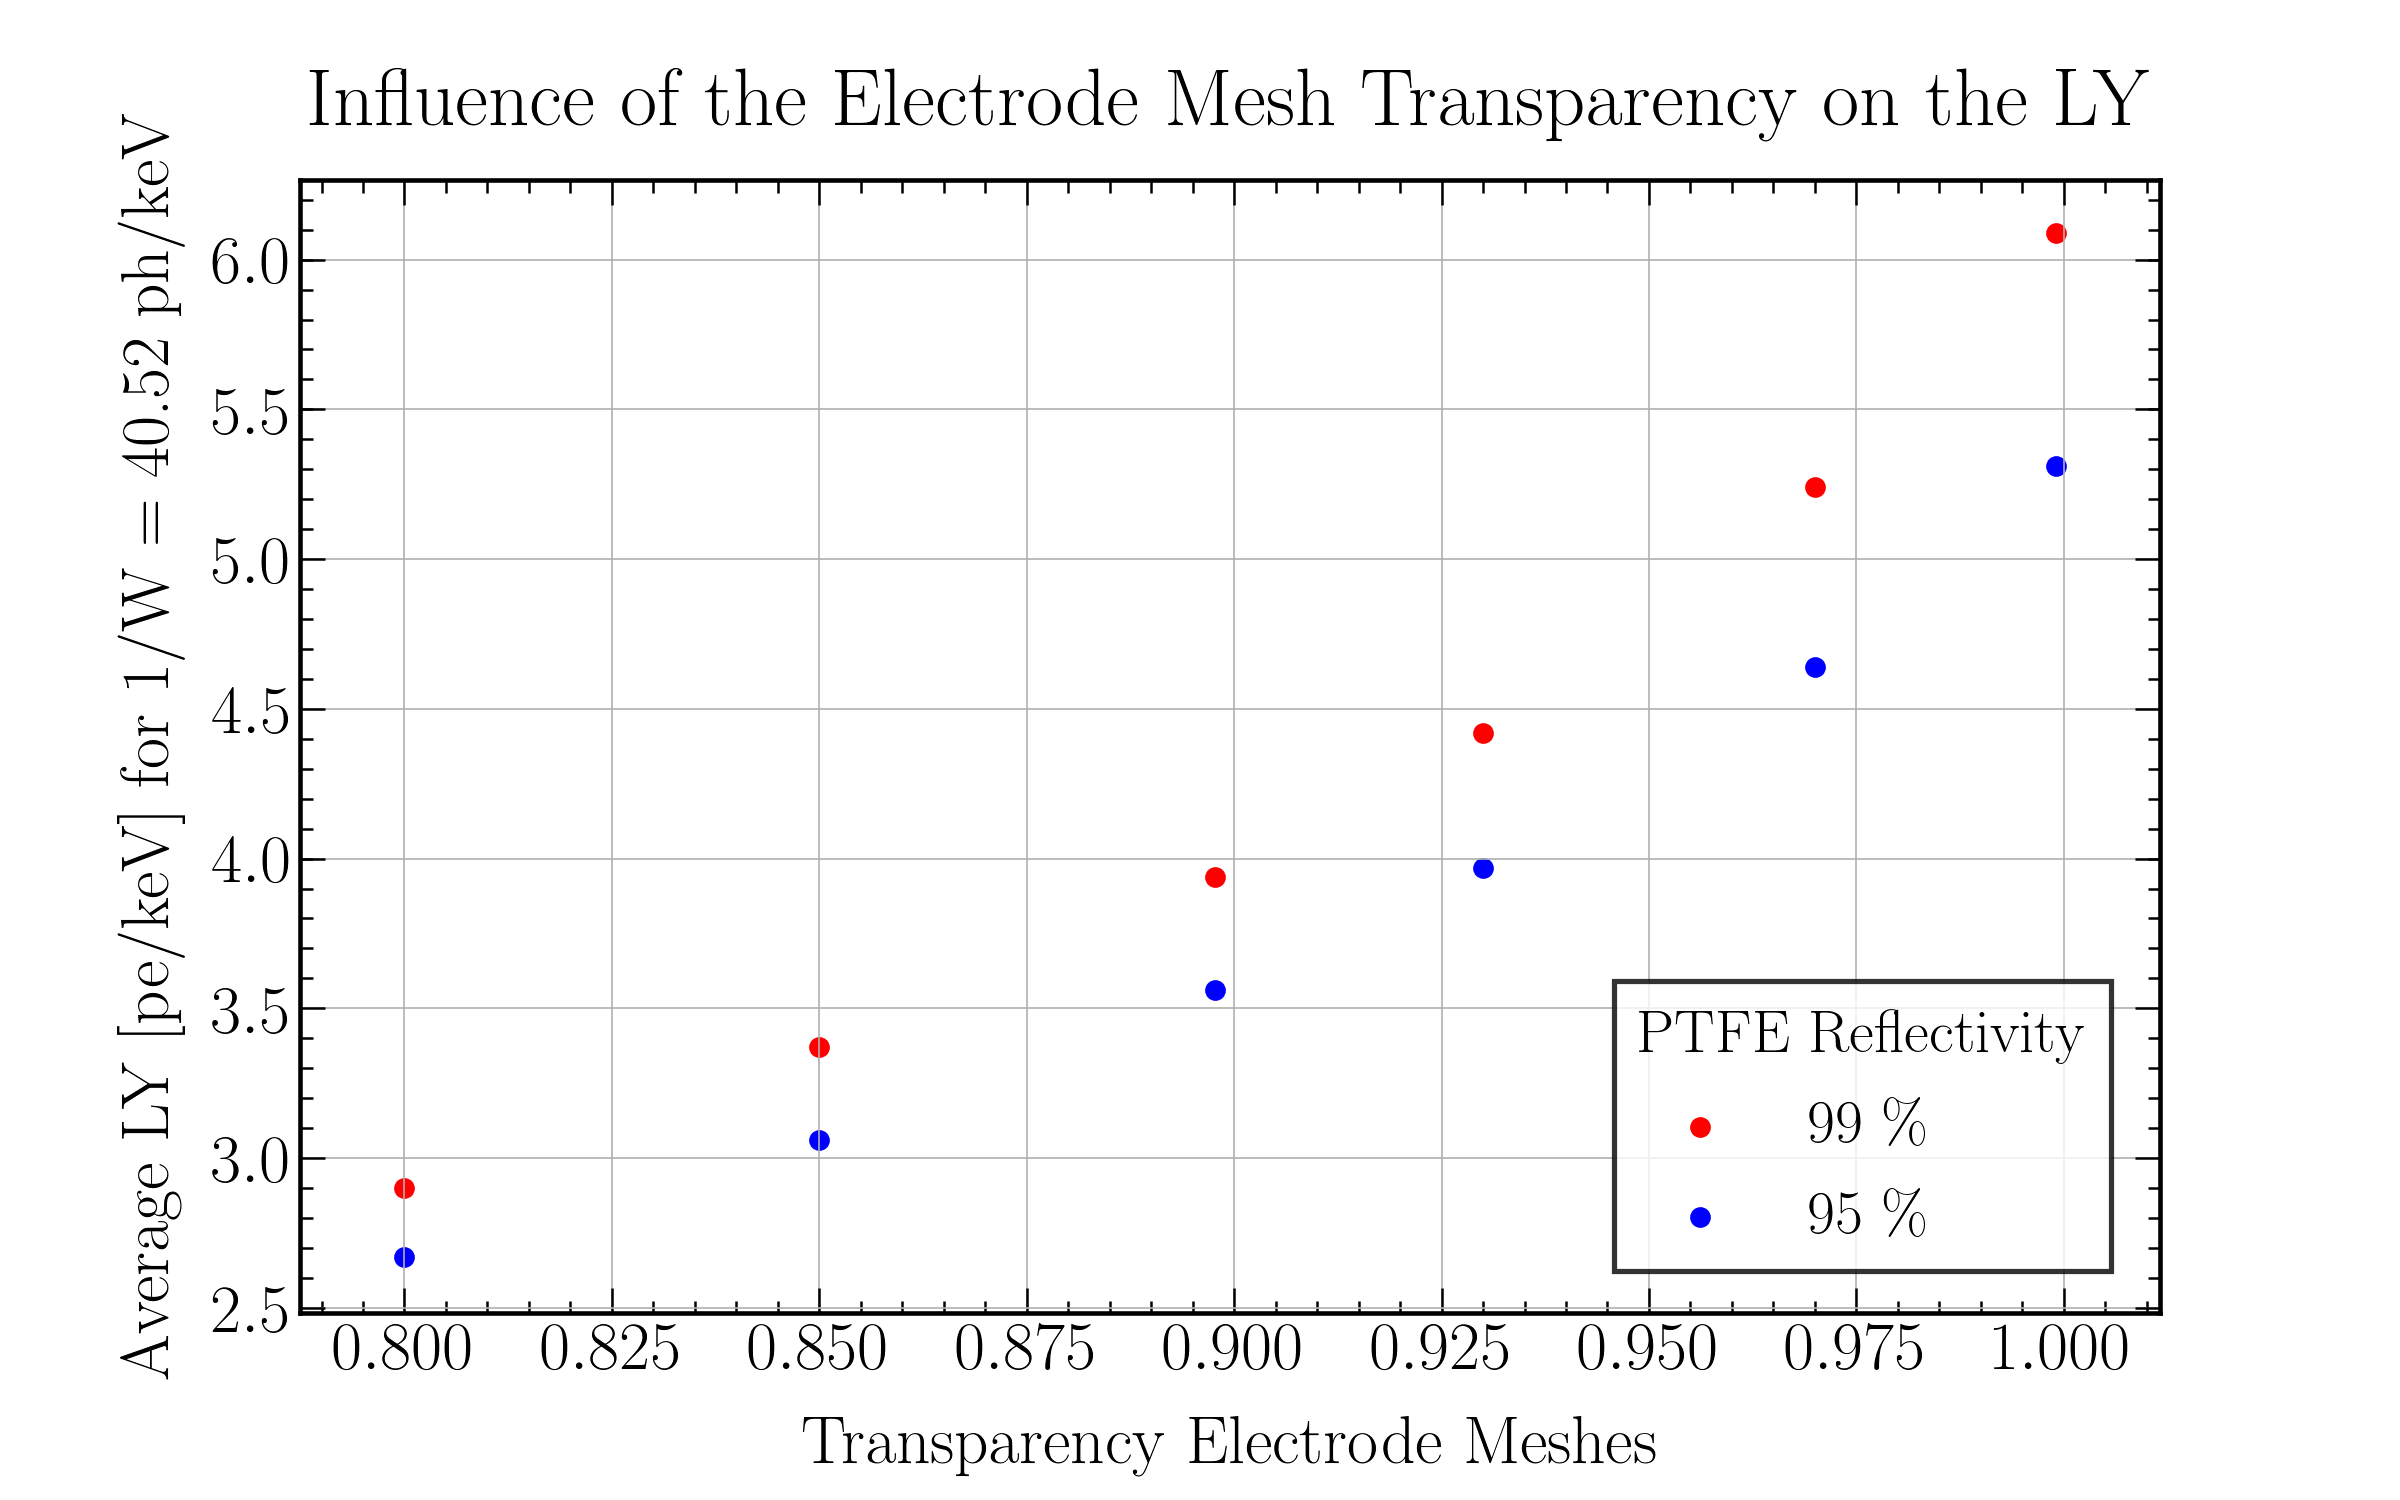 Influence of the Electrode Mesh Transparency on the LY
Average LY [pe/keV] for 1/W = 40.52 ph/keV
6.0
5.5
5.0
4.5
4.0
3.5
3.0
2.5
PTFE Reflectivity
99 %
95 %
0.800 0.825 0.850 0.875 0.900 0.925 0.950 0.975 1.000
Transparency Electrode Meshes